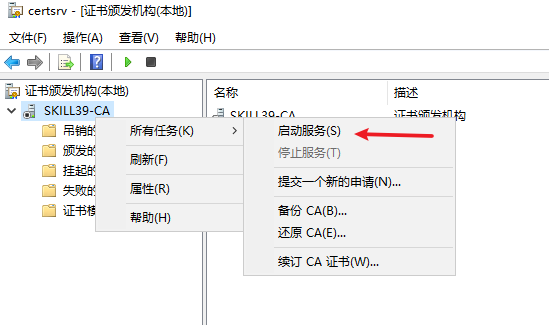 certsrv - [证书颁发机构(本地)]
文件(F) 操作(A) 查看(V) 帮助(H)
证书颁发机构(本地)
SKILL39-CA
吊销的
颁发的
挂起的
失败的
证书模
名称 描述
SKILL39-CA 证书颁发机构
所有任务(K)
刷新(F)
属性(R)
帮助(H)
启动服务(S)
停止服务(T)
提交一个新的申请(N)...
备份 CA(B)...
还原 CA(E)...
续订 CA 证书(W)...